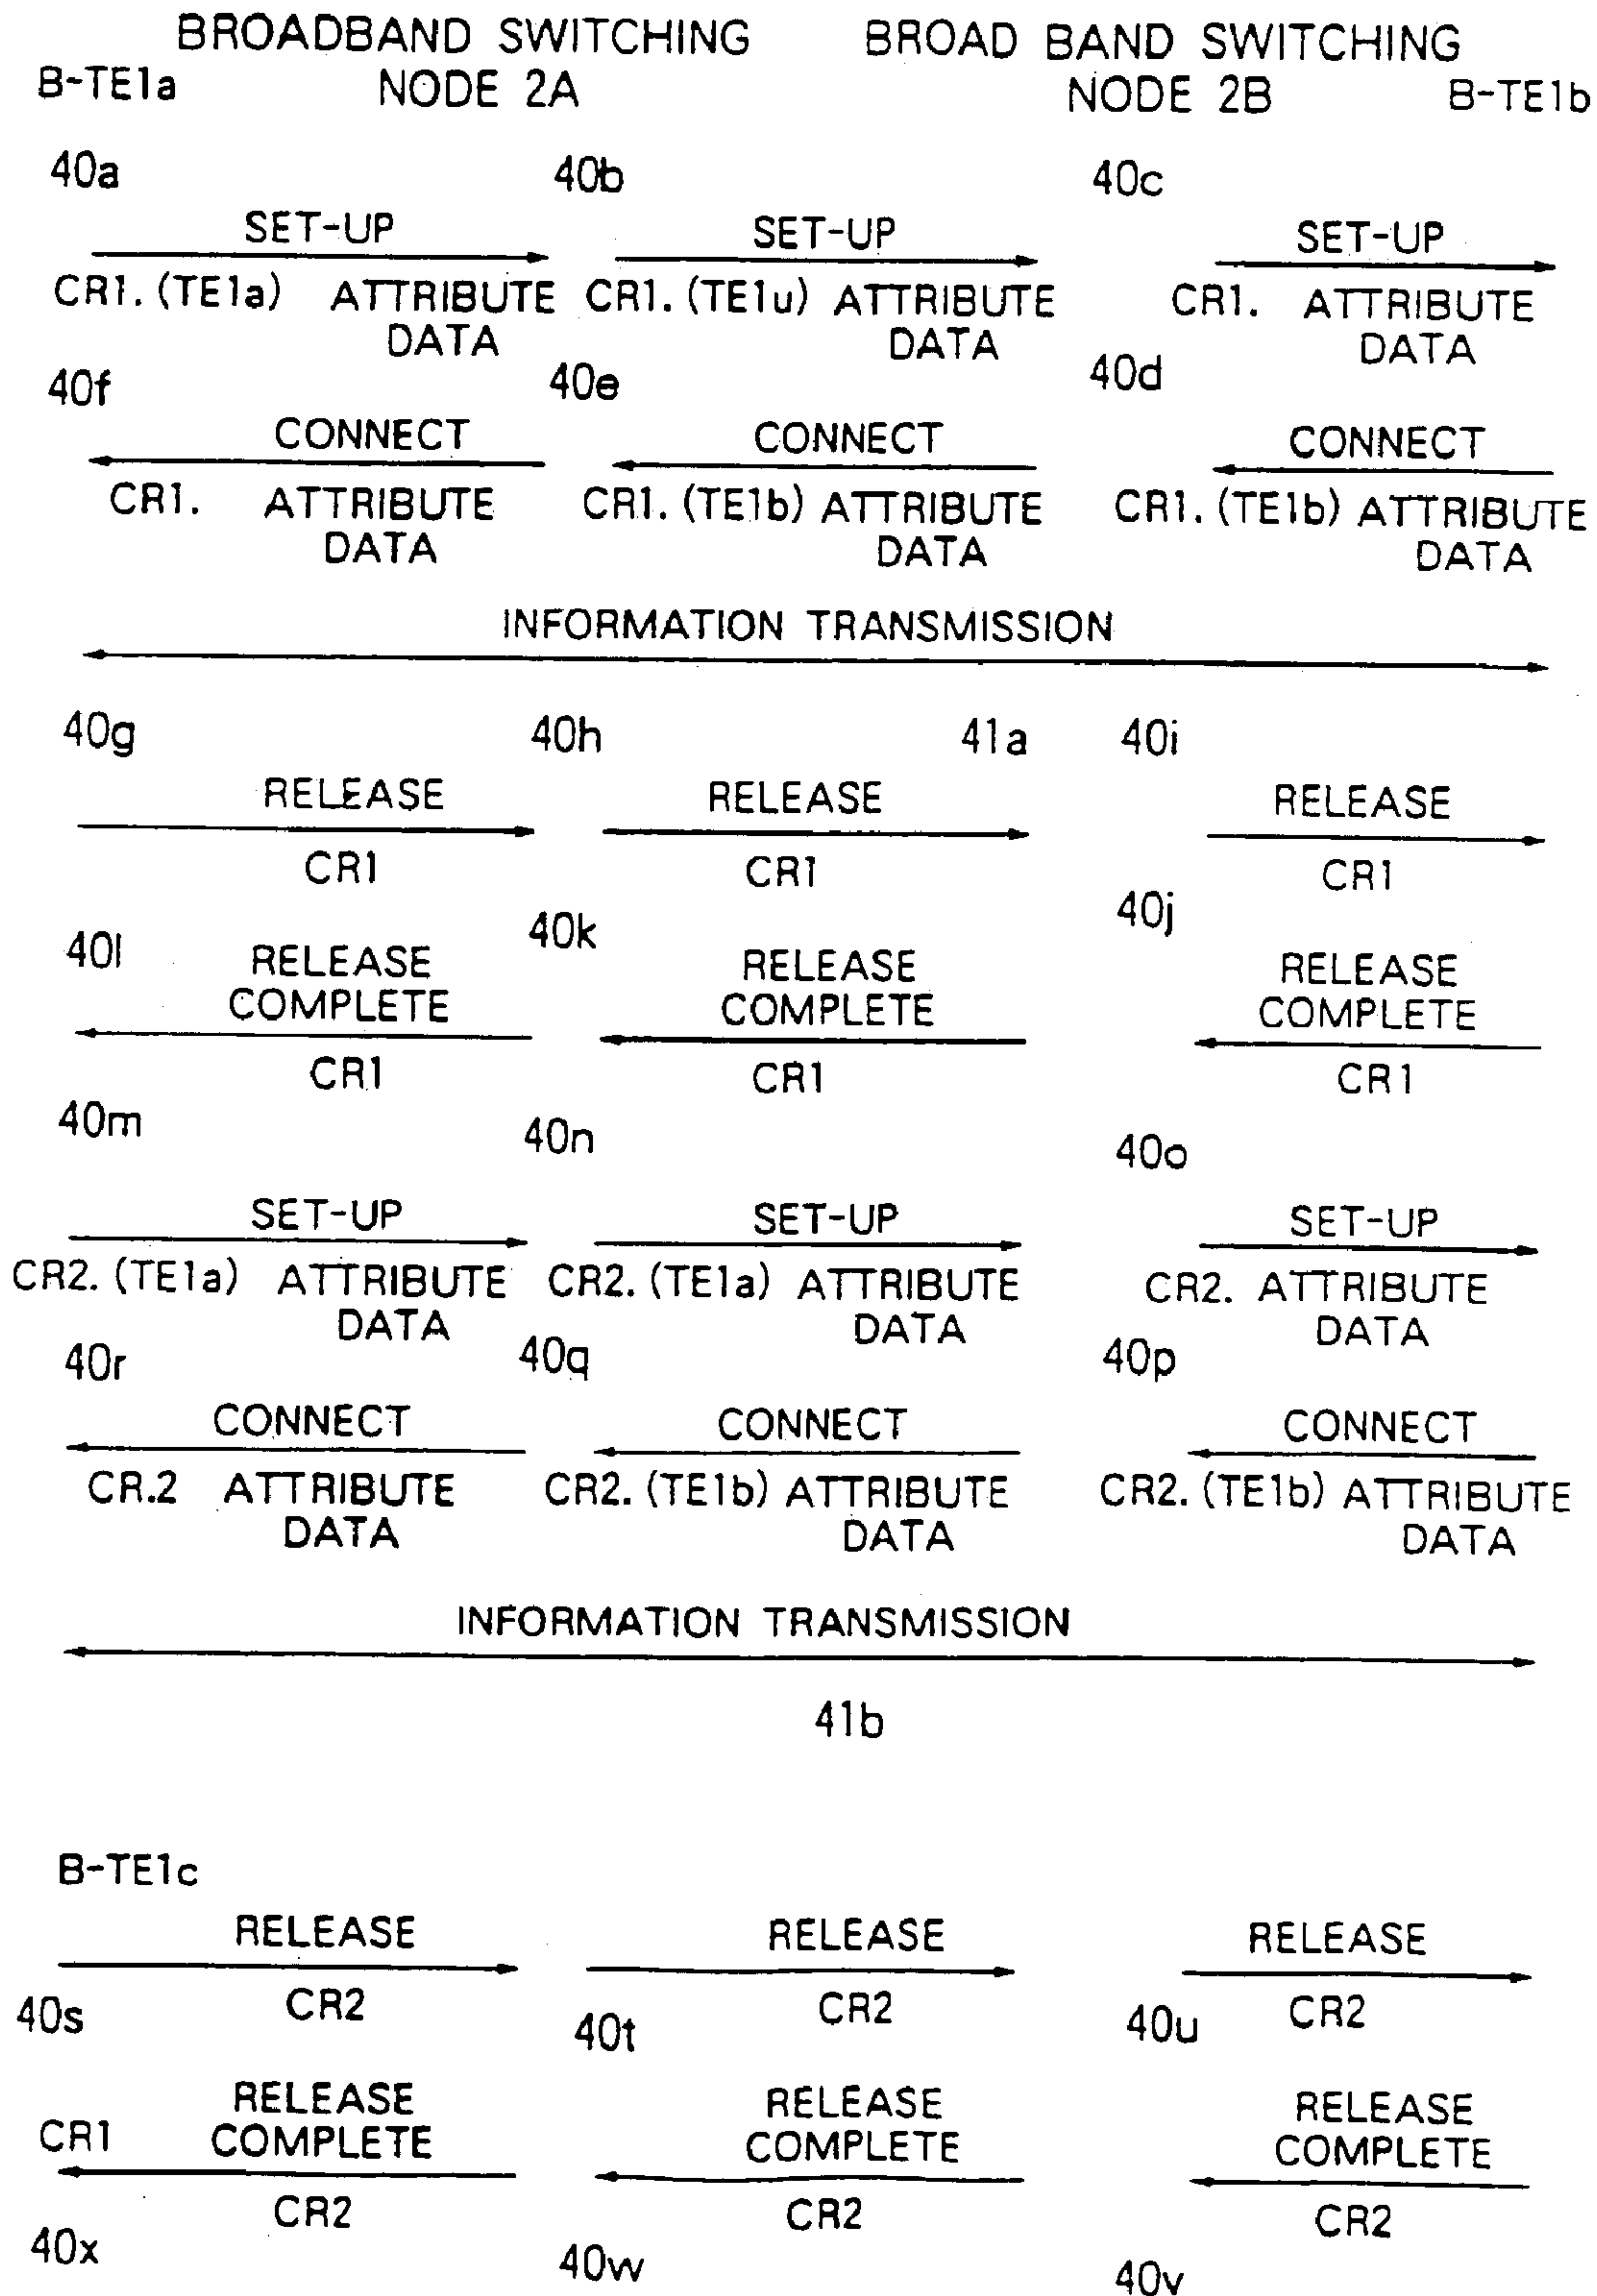 BROADBAND SWITCHING BROAD BAND SWITCHING
B-TE1a NODE 2A NODE 2B B-TE1b
40a 40b 40c
SET-UP SET-UP SET-UP
CR1. (TE1a) ATTRIBUTE CR1. (TE1u) ATTRIBUTE CR1. ATTRIBUTE
DATA DATA DATA
40f 40e 40d
CONNECT CONNECT CONNECT
CR1. ATTRIBUTE CR1. (TE1b) ATTRIBUTE CR1. (TE1b) ATTRIBUTE
DATA DATA DATA
INFORMATION TRANSMISSION
40g 40h 41a 40i
RELEASE RELEASE RELEASE
CR1 CR1 CR1
40l 40k 40j
RELEASE RELEASE RELEASE
COMPLETE COMPLETE COMPLETE
CR1 CR1 CR1
40m 40n 40o
SET-UP SET-UP SET-UP
CR2. (TE1a) ATTRIBUTE CR2. (TE1a) ATTRIBUTE CR2. ATTRIBUTE
DATA DATA DATA
40r 40q 40p
CONNECT CONNECT CONNECT
CR.2 ATTRIBUTE CR2. (TE1b) ATTRIBUTE CR2. (TE1b) ATTRIBUTE
DATA DATA DATA
INFORMATION TRANSMISSION
41b
B-TE1c
RELEASE RELEASE RELEASE
40s CR2 40t CR2 40u CR2
RELEASE RELEASE RELEASE
CR1 COMPLETE COMPLETE COMPLETE
CR2 CR2 CR2
40x 40w 40v